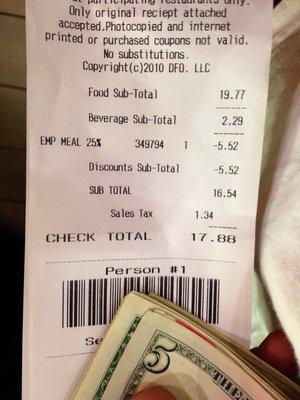 at participating restaurants only.
Only original reciept attached
accepted.Photocopied and internet
printed or purchased coupons not valid.
No substitutions.
Copyright(c)2010 DFO. LLC
Food Sub-Total 19.77
Beverage Sub-Total 2.29
EMP MEAL 25% 349794 1 -5.52
Discounts Sub-Total -5.52
SUB TOTAL 16.54
Sales Tax 1.34
CHECK TOTAL 17.88
Person #1
Se
5